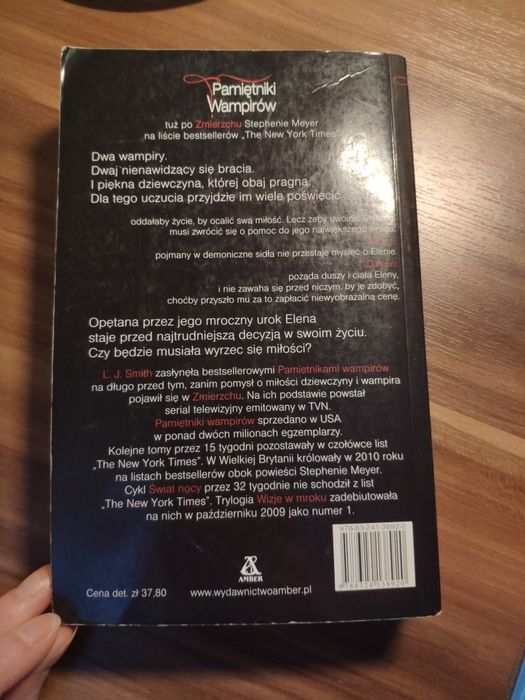 Pamiętniki
Wampirów
tuż po Zmierzchu Stephenie Meyer
na liście bestsellerów „The New York Times"
Dwa wampiry.
Dwaj nienawidzący się bracia.
I piękna dziewczyna, której obaj pragną.
Dla tego uczucia przyjdzie im wiele poświęcić
oddałaby życie, by ocalić swą miłość. Lecz żeby uwolnić
musi zwrócić się o pomoc do jego największego wroga.
pojmany w demoniczne sidła nie przestaje myśleć o Elenie.
Damon:
pożąda duszy i ciała Eleny,
i nie zawaha się przed niczym, by je zdobyć,
choćby przyszło mu za to zapłacić niewyobrażalną cenę.
Opętana przez jego mroczny urok Elena
staje przed najtrudniejszą decyzją w swoim życiu.
Czy będzie musiała wyrzec się miłości?
L. J. Smith zasłynęła bestsellerowymi Pamiętnikami wampirów
na długo przed tym, zanim pomysł o miłości dziewczyny i wampira
pojawił się w Zmierzchu. Na ich podstawie powstał
serial telewizyjny emitowany w TVN.
Pamiętniki wampirów sprzedano w USA
w ponad dwóch milionach egzemplarzy.
Kolejne tomy przez 15 tygodni pozostawały w czołówce list
„The New York Times". W Wielkiej Brytanii królowały w 2010 roku
na listach bestsellerów obok powieści Stephenie Meyer.
Cykl Świat nocy przez 32 tygodnie nie schodził z list
„The New York Times". Trylogia Wizje w mroku zadebiutowała
na nich w październiku 2009 jako numer 1.
978-83-241-3892-0
9788324138920
AMBER
Cena det. zł 37,80
www.wydawnictwoamber.pl